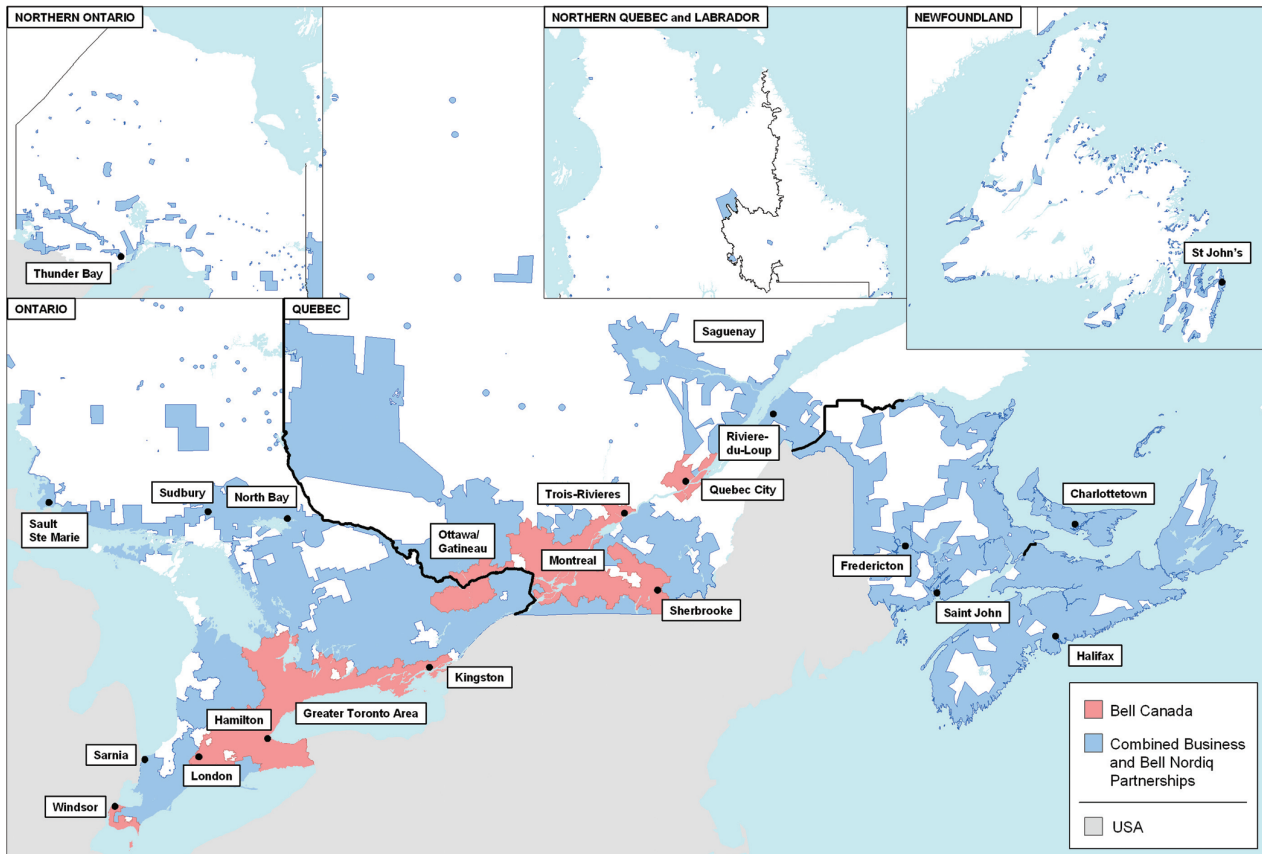 NORTHERN ONTARIO
NORTHERN QUEBEC and LABRADOR
NEWFOUNDLAND
Thunder Bay
St John's
ONTARIO
QUEBEC
Saguenay
Riviere-
du-Loup
Sudbury
North Bay
Trois-Rivieres
Quebec City
Charlottetown
Sault
Ste Marie
Ottawa/
Gatineau
Montreal
Fredericton
Sherbrooke
Saint John
Halifax
Kingston
Hamilton
Greater Toronto Area
Sarnia
London
Windsor
Bell Canada
Combined Business
and Bell Nordiq
Partnerships
USA